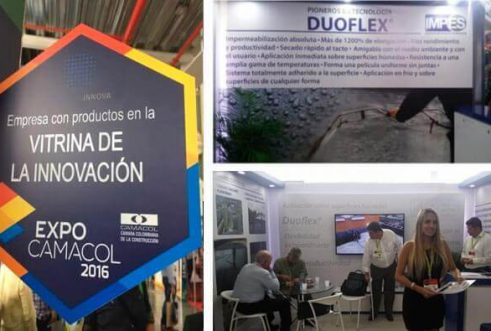 INNOVA
Empresa con productos en la
VITRINA DE
LA INNOVACIÓN
EXPO
CAMACOL
2016
CAMACOL
CÁMARA COLOMBIANA
DE LA CONSTRUCCIÓN
PIONEROS EN TECNOLOGÍA
DUOFLEX®
IMPES
Impermeabilización absoluta • Más de 1200% de elongación • Alto rendimiento
y productividad • Secado rápido al tacto • Amigable con el medio ambiente y con
el usuario • Aplicación inmediata sobre superficies húmedas • Resistencia a una
amplia gama de temperaturas • Forma una película uniforme sin juntas •
Sistema totalmente adherido a la superficie • Aplicación en frío y sobre
superficies de cualquier forma
Duoflex®